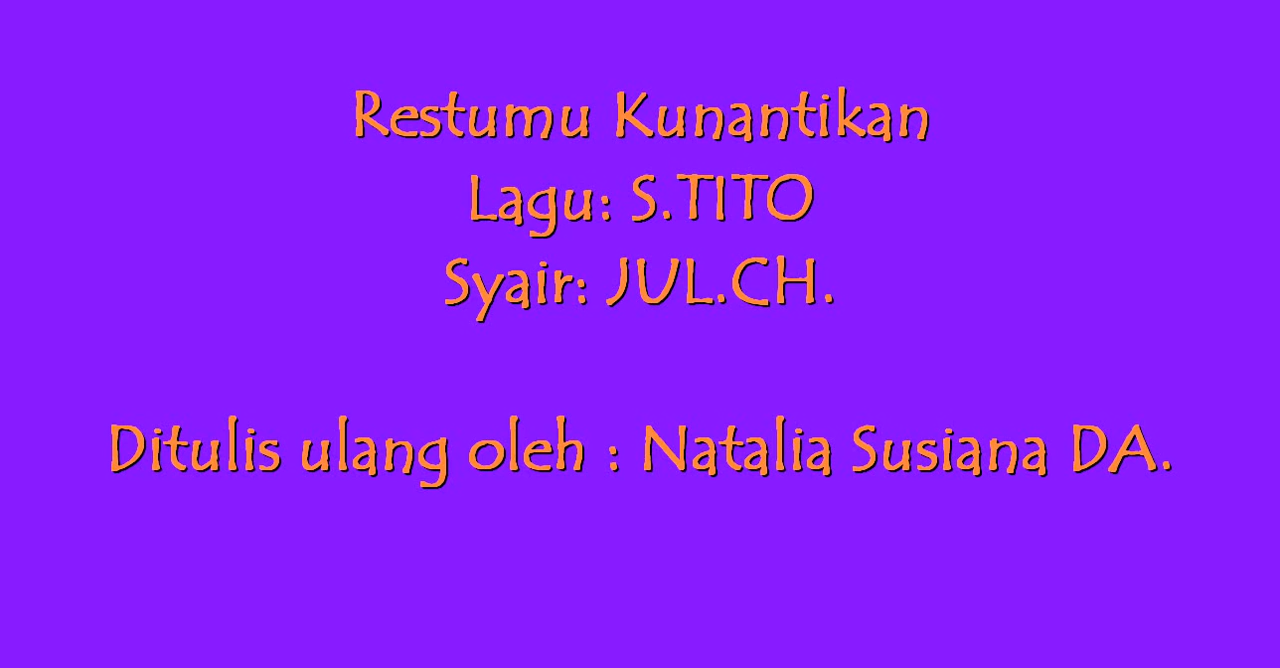 Restumu Kunantikan
Lagu: S.TITO
Syair: JUL.CH.
Ditulis ulang oleh : Natalia Susiana DA.